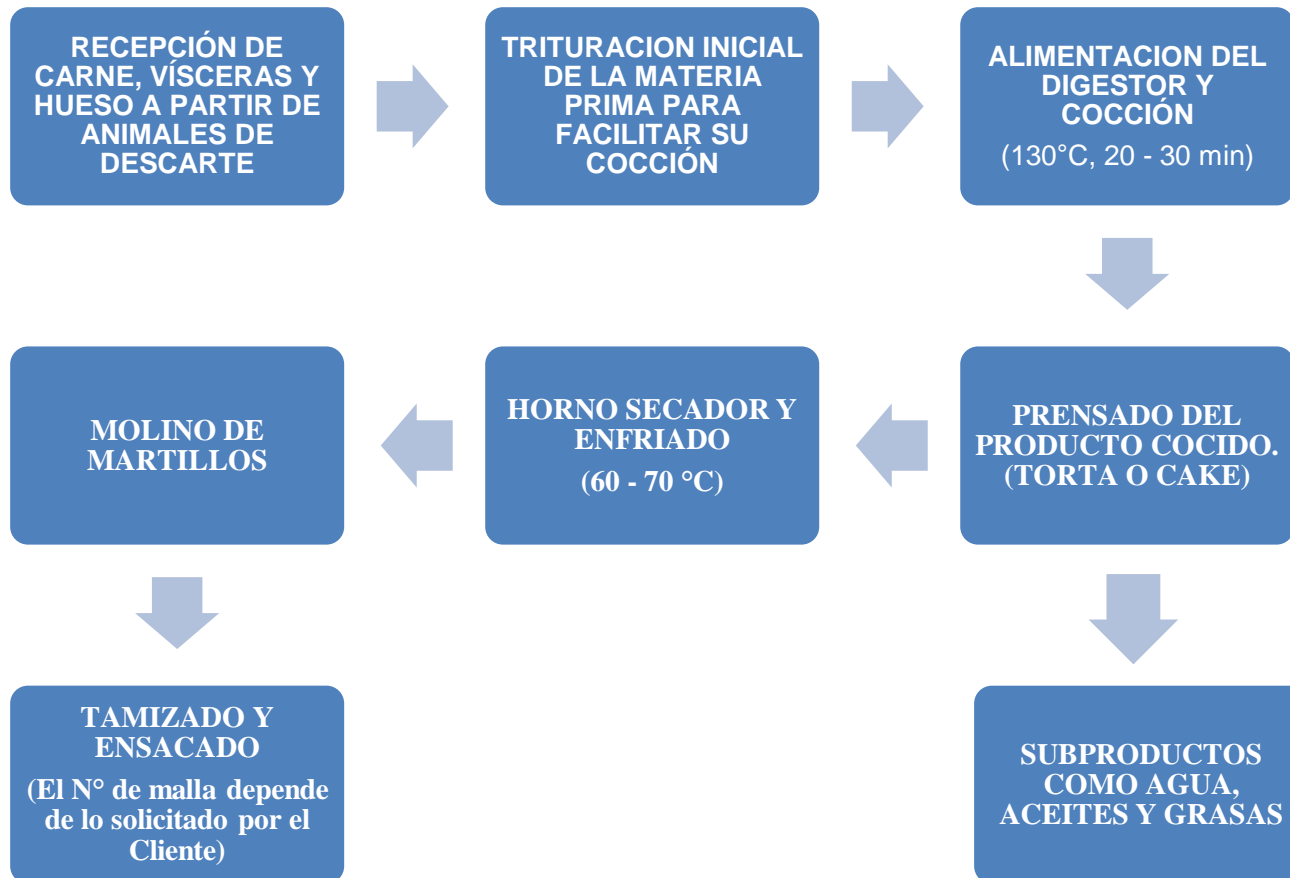 RECEPCIÓN DE
CARNE, VÍSCERAS Y
HUESO A PARTIR DE
ANIMALES DE
DESCARTE
TRITURACION INICIAL
DE LA MATERIA
PRIMA PARA
FACILITAR SU
COCCIÓN
ALIMENTACION DEL
DIGESTOR Y
COCCIÓN
(130°C, 20 - 30 min)
PRENSADO DEL
PRODUCTO COCIDO.
(TORTA O CAKE)
HORNO SECADOR Y
ENFRIADO
(60 - 70 °C)
MOLINO DE
MARTILLOS
TAMIZADO Y
ENSACADO
(El N° de malla depende
de lo solicitado por el
Cliente)
SUBPRODUCTOS
COMO AGUA,
ACEITES Y GRASAS